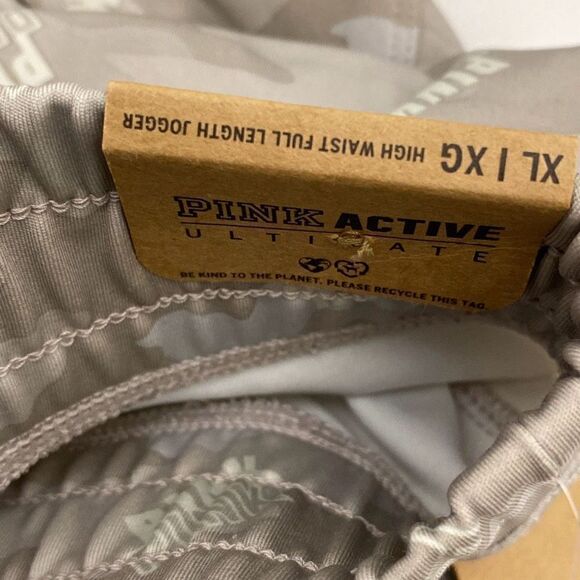 XL | XG HIGH WAIST FULL LENGTH JOGGER
PINK ACTIVE
ULTIMATE
BE KIND TO THE PLANET. PLEASE RECYCLE THIS TAG.